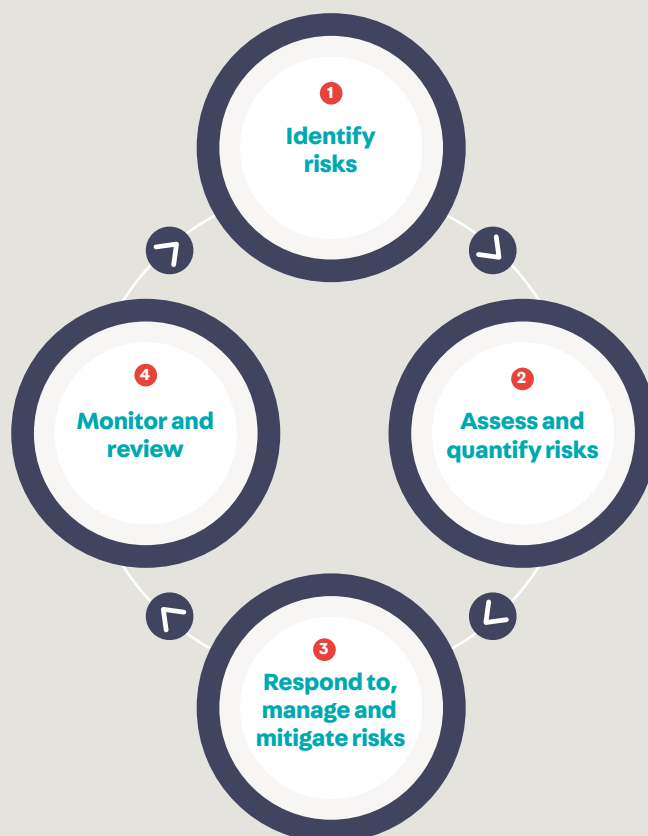 1
Identify
risks
2
Assess and
quantify risks
3
Respond to,
manage and
mitigate risks
4
Monitor and
review